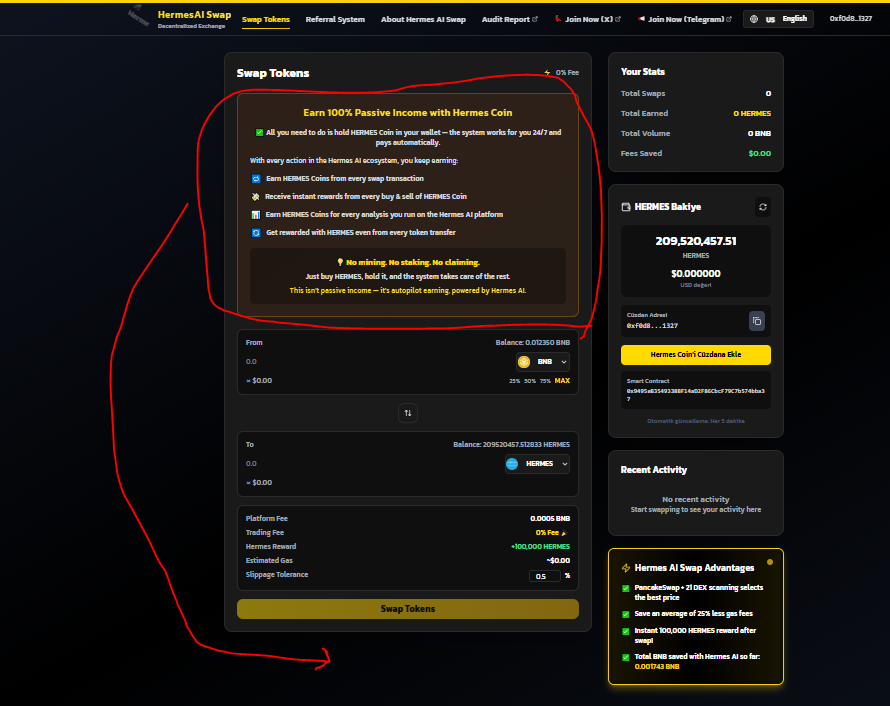 HermesAI Swap
Decentralized Exchange
Swap Tokens
Referral System
About Hermes AI Swap
Audit Report
Join Now (X)
Join Now (Telegram)
US English
0xf0d8...1327
Swap Tokens
0% Fee
Earn 100% Passive Income with Hermes Coin
✅ All you need to do is hold HERMES Coin in your wallet — the system works for you 24/7 and
pays automatically.
With every action in the Hermes AI ecosystem, you keep earning:
Earn HERMES Coins from every swap transaction
Receive instant rewards from every buy & sell of HERMES Coin
Earn HERMES Coins for every analysis you run on the Hermes AI platform
Get rewarded with HERMES even from every token transfer
💡 No mining. No staking. No claiming.
Just buy HERMES, hold it, and the system takes care of the rest.
This isn't passive income — it's autopilot earning, powered by Hermes AI.
From
Balance: 0.012350 BNB
0.0
BNB
≈ $0.00
25% 50% 75% MAX
To
Balance: 209520457.512833 HERMES
0.0
HERMES
≈ $0.00
Platform Fee
0.0005 BNB
Trading Fee
0% Fee 🎉
Hermes Reward
+100,000 HERMES
Estimated Gas
~$0.00
Slippage Tolerance
0.5 %
Swap Tokens
Your Stats
Total Swaps
0
Total Earned
0 HERMES
Total Volume
0 BNB
Fees Saved
$0.00
HERMES Bakiye
209,520,457.51
HERMES
$0.000000
USD değeri
Cüzdan Adresi
0xf0d8...1327
Hermes Coin'i Cüzdana Ekle
Smart Contract
Otomatik güncelleme: Her 5 dakika
Recent Activity
No recent activity
Start swapping to see your activity here
Hermes AI Swap Advantages
✅ PancakeSwap + 21 DEX scanning selects
the best price
✅ Save an average of 25% less gas fees
✅ Instant 100,000 HERMES reward after
swap!
✅ Total BNB saved with Hermes AI so far:
0.001743 BNB